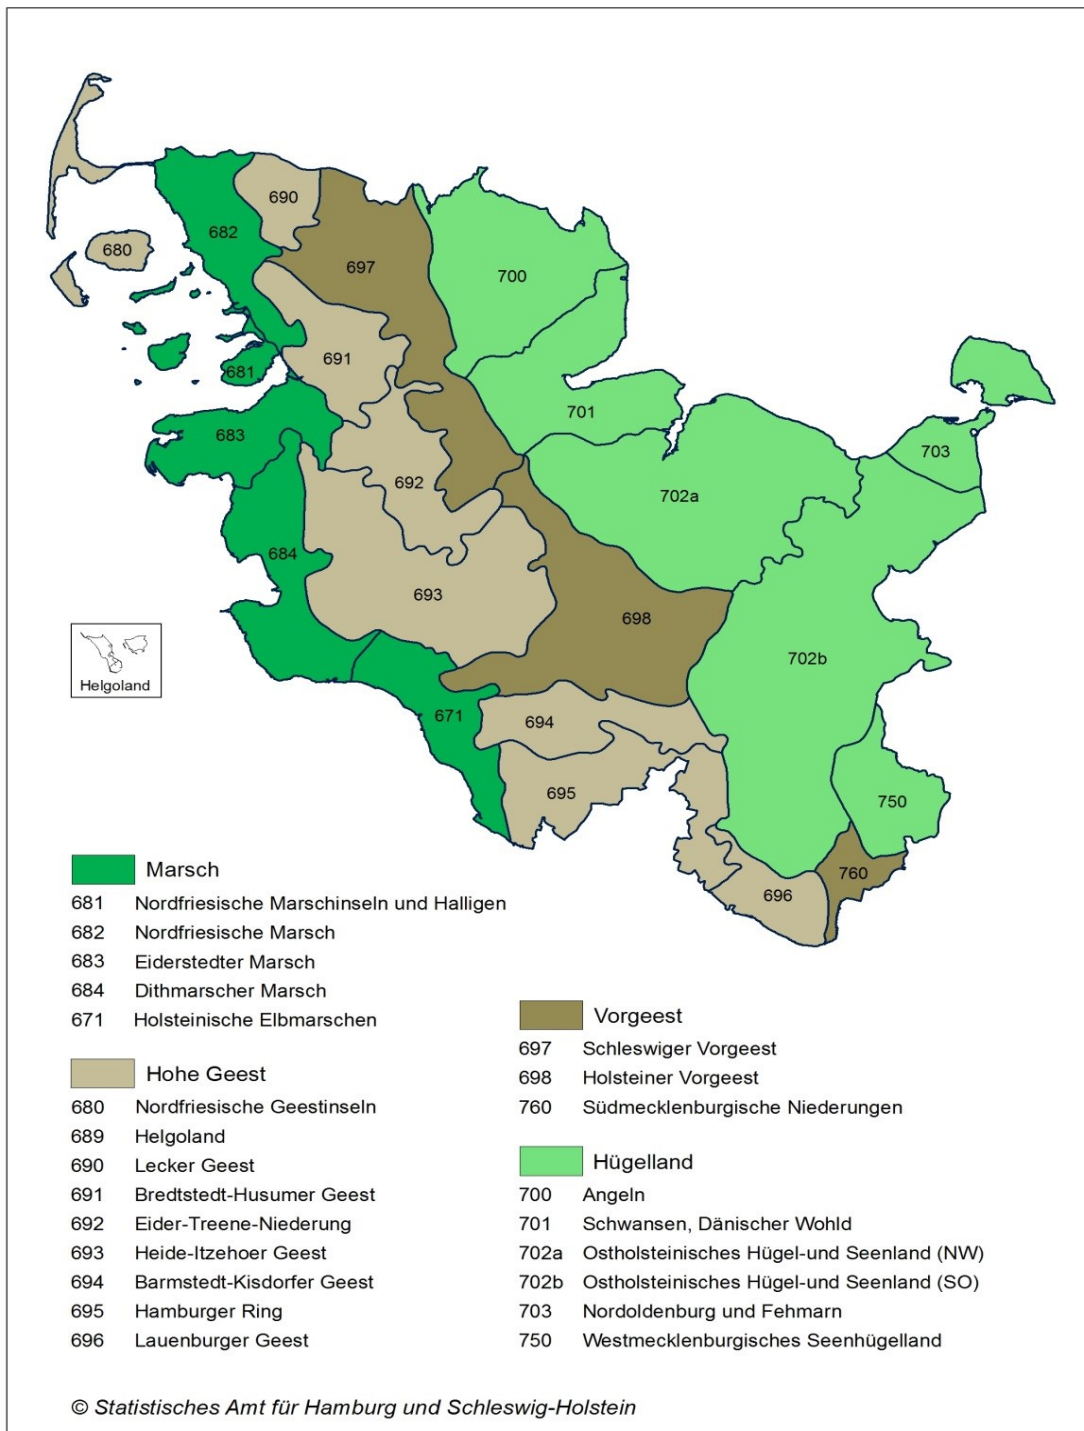 690
682
680
697
700
691
681
701
683
703
692
702a
684
693
698
702b
Helgoland
671
694
695
750
760
696
Marsch
681 Nordfriesische Marschinseln und Halligen
682 Nordfriesische Marsch
683 Eiderstedter Marsch
684 Dithmarscher Marsch
671 Holsteinische Elbmarschen
Hohe Geest
680 Nordfriesische Geestinseln
689 Helgoland
690 Lecker Geest
691 Bredtstedt-Husumer Geest
692 Eider-Treene-Niederung
693 Heide-Itzehoer Geest
694 Barmstedt-Kisdorfer Geest
695 Hamburger Ring
696 Lauenburger Geest
Vorgeest
697 Schleswiger Vorgeest
698 Holsteiner Vorgeest
760 Südmecklenburgische Niederungen
Hügelland
700 Angeln
701 Schwansen, Dänischer Wohld
702a Ostholsteinisches Hügel-und Seenland (NW)
702b Ostholsteinisches Hügel-und Seenland (SO)
703 Nordoldenburg und Fehmarn
750 Westmecklenburgisches Seenhügelland
© Statistisches Amt für Hamburg und Schleswig-Holstein